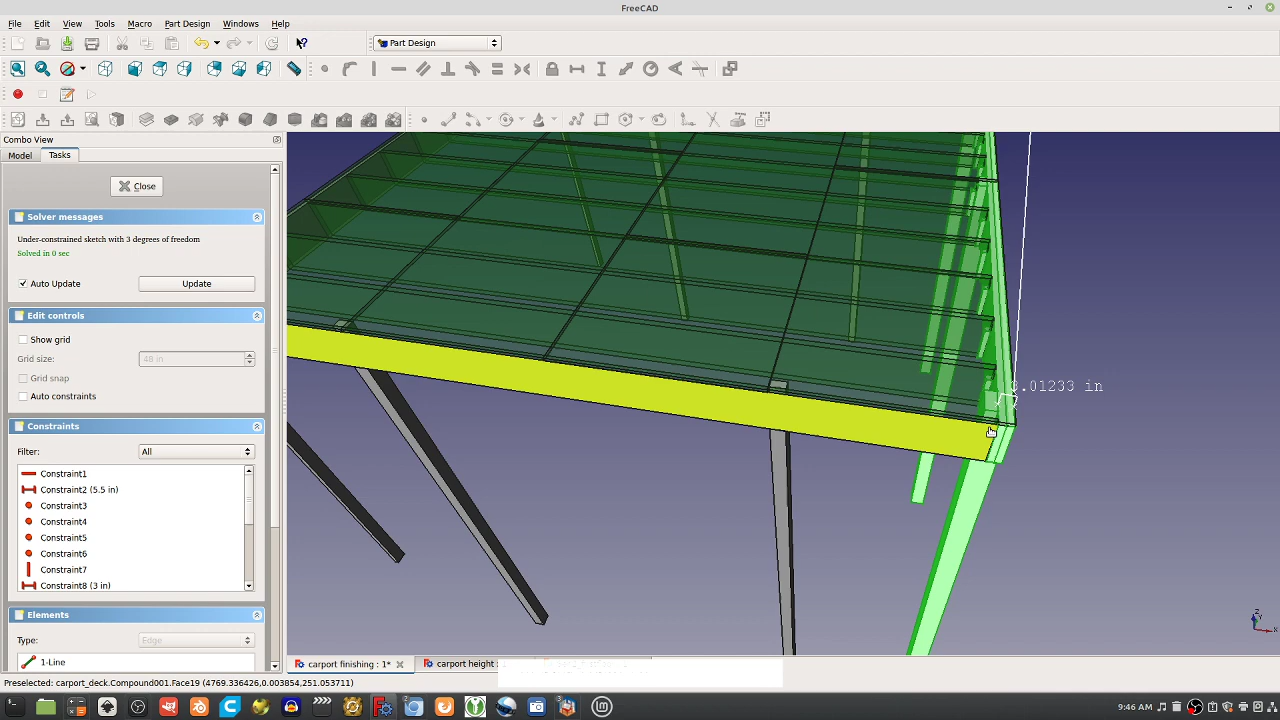 FreeCAD
File Edit View Tools Macro Part Design Windows Help
Part Design
Combo View
Model Tasks
Close
Solver messages
Under-constrained sketch with 3 degrees of freedom
Solved in 0 sec
Auto Update Update
Edit controls
Show grid
Grid size: 48 in
Grid snap
Auto constraints
Constraints
Filter: All
Constraint1
Constraint2 (5.5 in)
Constraint3
Constraint4
Constraint5
Constraint6
Constraint7
Constraint8 (3 in)
Elements
Type: Edge
1-Line
.01233 in
Z
Y
X
carport finishing : 1*
carport height
Preselected: carport_deck.Compound001.Face19 (4769.336426,0.003854,251.053711)
9:46 AM